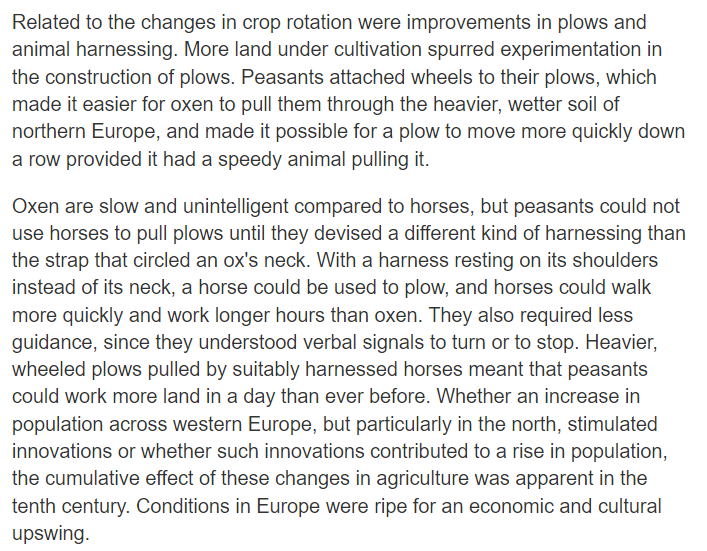 Related to the changes in crop rotation were improvements in plows and
animal harnessing. More land under cultivation spurred experimentation in
the construction of plows. Peasants attached wheels to their plows, which
made it easier for oxen to pull them through the heavier, wetter soil of
northern Europe, and made it possible for a plow to move more quickly down
a row provided it had a speedy animal pulling it.
Oxen are slow and unintelligent compared to horses, but peasants could not
use horses to pull plows until they devised a different kind of harnessing than
the strap that circled an ox's neck. With a harness resting on its shoulders
instead of its neck, a horse could be used to plow, and horses could walk
more quickly and work longer hours than oxen. They also required less
guidance, since they understood verbal signals to turn or to stop. Heavier,
wheeled plows pulled by suitably harnessed horses meant that peasants
could work more land in a day than ever before. Whether an increase in
population across western Europe, but particularly in the north, stimulated
innovations or whether such innovations contributed to a rise in population,
the cumulative effect of these changes in agriculture was apparent in the
tenth century. Conditions in Europe were ripe for an economic and cultural
upswing.